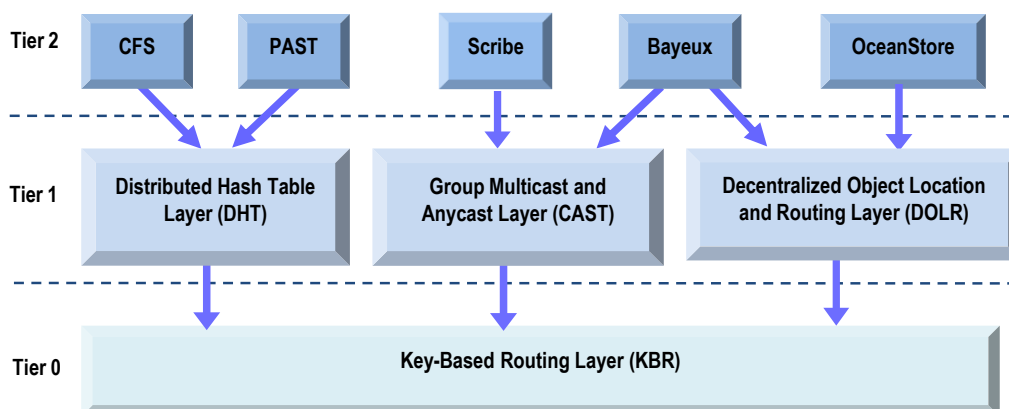 Tier 2
CFS
PAST
Scribe
Bayeux
OceanStore
Tier 1
Distributed Hash Table
Layer (DHT)
Group Multicast and
Anycast Layer (CAST)
Decentralized Object Location
and Routing Layer (DOLR)
Tier 0
Key-Based Routing Layer (KBR)